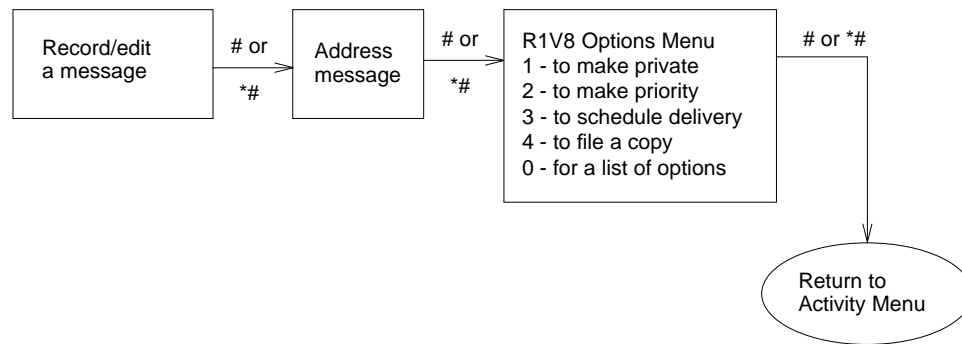 Record/edit
a message
# or
*#
Address
message
# or
*#
R1V8 Options Menu
1 - to make private
2 - to make priority
3 - to schedule delivery
4 - to file a copy
0 - for a list of options
# or *#
Return to
Activity Menu